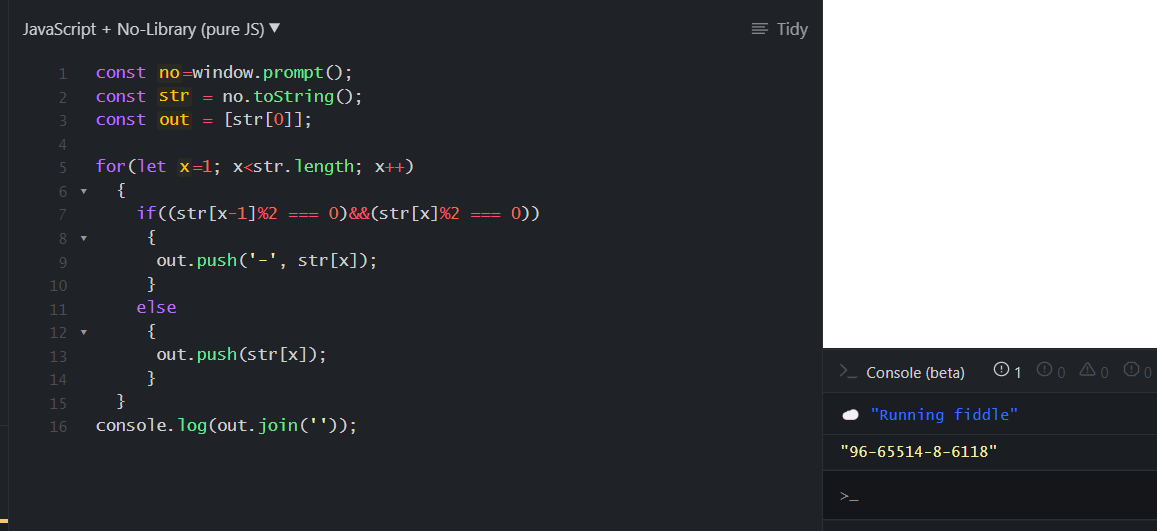 JavaScript + No-Library (pure JS) ▼ Tidy
1 const no=window.prompt();
2 const str = no.toString();
3 const out = [str[0]];
4
5 for(let x=1; x<str.length; x++)
6 {
7 if((str[x-1]%2 === 0)&&(str[x]%2 === 0))
8 {
9 out.push('-', str[x]);
10 }
11 else
12 {
13 out.push(str[x]);
14 }
15 }
16 console.log(out.join(''));
>_ Console (beta) 1 0 0 0
"Running fiddle"
"96-65514-8-6118"
>_